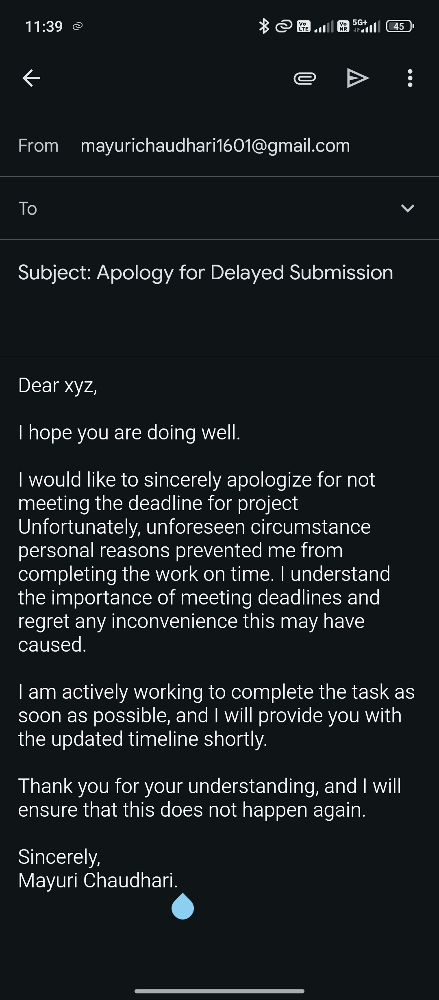 11:39
Vo LTE
Vo NR
5G+
45
From mayurichaudhari1601@gmail.com
To
Subject: Apology for Delayed Submission
Dear xyz,
I hope you are doing well.
I would like to sincerely apologize for not
meeting the deadline for project
Unfortunately, unforeseen circumstance
personal reasons prevented me from
completing the work on time. I understand
the importance of meeting deadlines and
regret any inconvenience this may have
caused.
I am actively working to complete the task as
soon as possible, and I will provide you with
the updated timeline shortly.
Thank you for your understanding, and I will
ensure that this does not happen again.
Sincerely,
Mayuri Chaudhari.